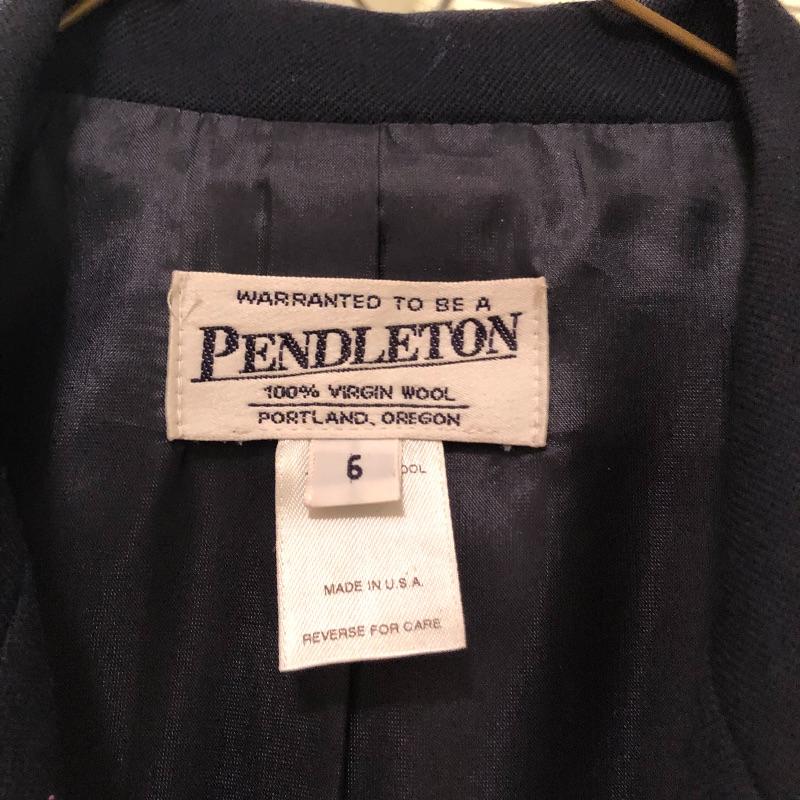 WARRANTED TO BE A
PENDLETON
100% VIRGIN WOOL
PORTLAND, OREGON
6
MADE IN U.S.A.
REVERSE FOR CARE